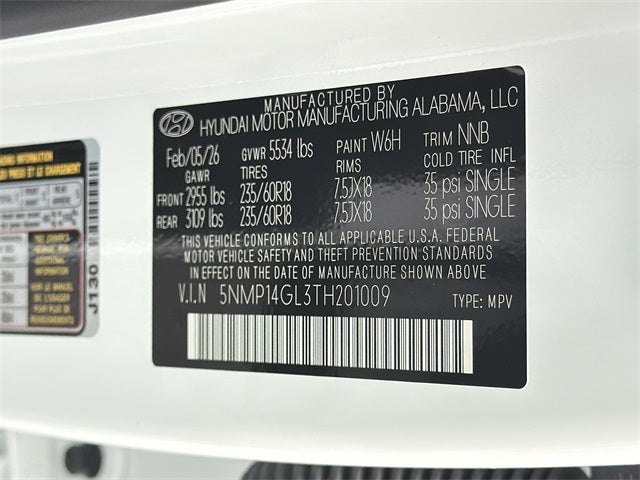 MANUFACTURED BY
HYUNDAI MOTOR MANUFACTURING ALABAMA, LLC
Feb/05/26 GVWR 5534 lbs PAINT W6H TRIM NNB
GAWR TIRES RIMS COLD TIRE INFL
FRONT 2955 lbs 235/60R18 7.5JX18 35 psi SINGLE
REAR 3109 lbs 235/60R18 7.5JX18 35 psi SINGLE
THIS VEHICLE CONFORMS TO ALL APPLICABLE U.S.A. FEDERAL
MOTOR VEHICLE SAFETY AND THEFT PREVENTION STANDARDS
IN EFFECT ON THE DATE OF MANUFACTURE SHOWN ABOVE
V.I.N 5NMP14GL3TH201009 TYPE: MPV
J130